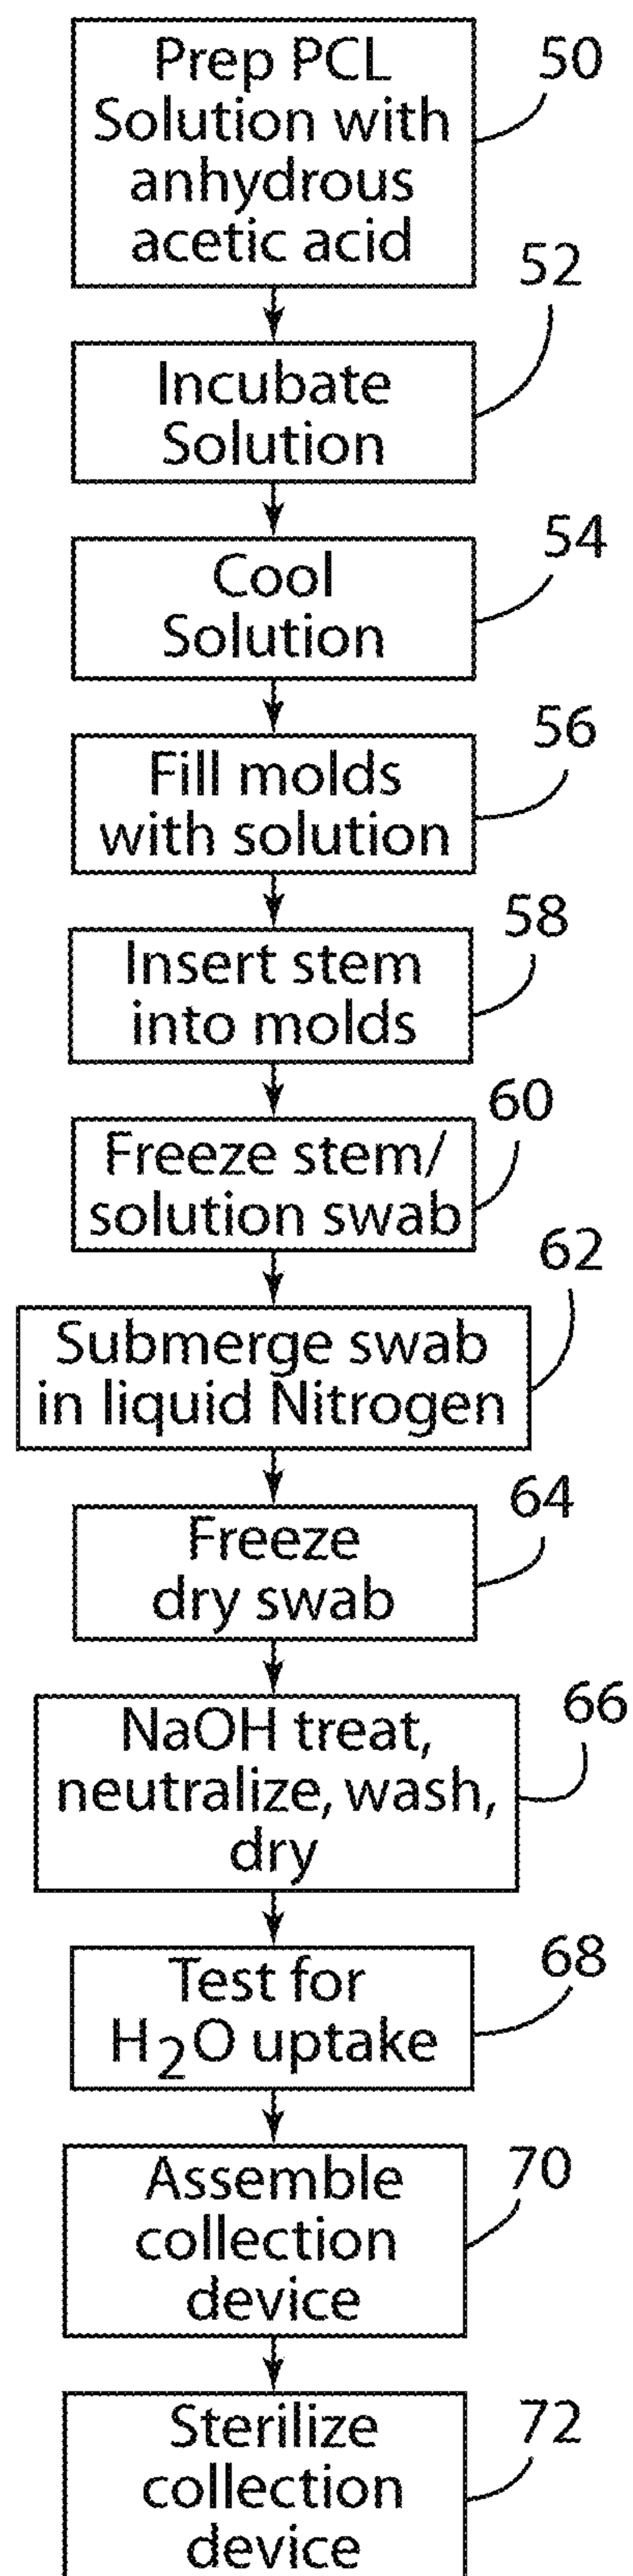 Prep PCL
Solution with
anhydrous
acetic acid
50
Incubate
Solution
52
Cool
Solution
54
Fill molds
with solution
56
Insert stem
into molds
58
Freeze stem/
solution swab
60
Submerge swab
in liquid Nitrogen
62
Freeze
dry swab
64
NaOH treat,
neutralize, wash,
dry
66
Test for
H2O uptake
68
Assemble
collection
device
70
Sterilize
collection
device
72